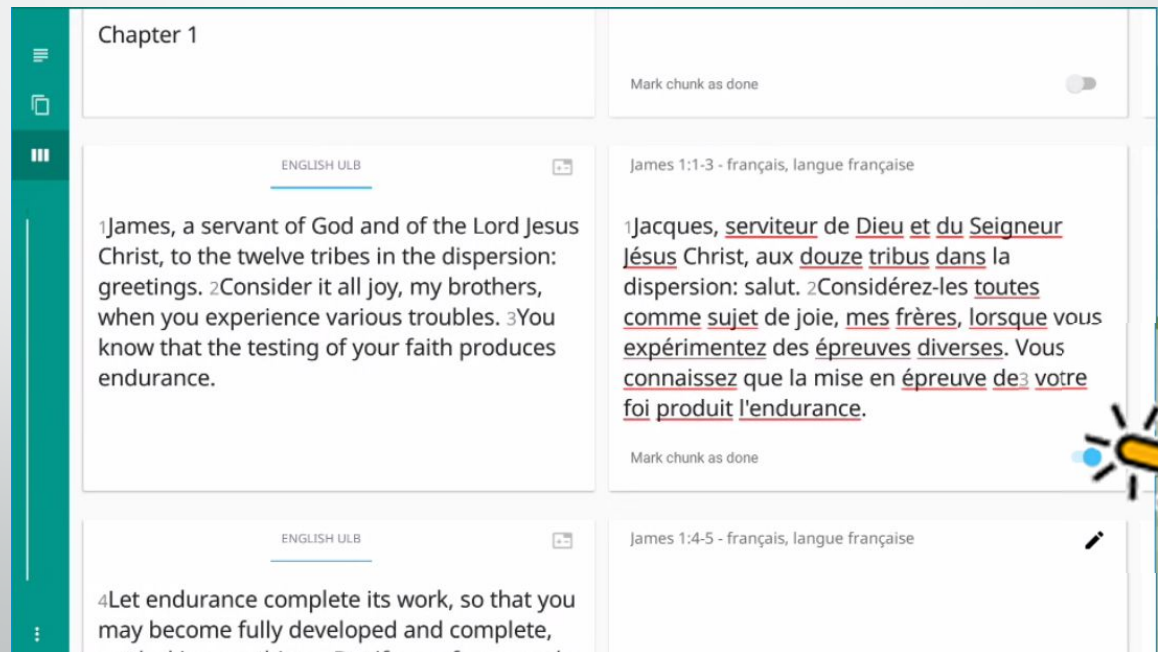 Chapter 1
Mark chunk as done
ENGLISH ULB
1James, a servant of God and of the Lord Jesus
Christ, to the twelve tribes in the dispersion:
greetings. 2Consider it all joy, my brothers,
when you experience various troubles. 3You
know that the testing of your faith produces
endurance.
James 1:1-3 - français, langue française
1Jacques, serviteur de Dieu et du Seigneur
Jésus Christ, aux douze tribus dans la
dispersion: salut. 2Considérez-les toutes
comme sujet de joie, mes frères, lorsque vous
expérimentez des épreuves diverses. Vous
connaissez que la mise en épreuve de3 votre
foi produit l'endurance.
Mark chunk as done
ENGLISH ULB
4Let endurance complete its work, so that you
may become fully developed and complete,
James 1:4-5 - français, langue française